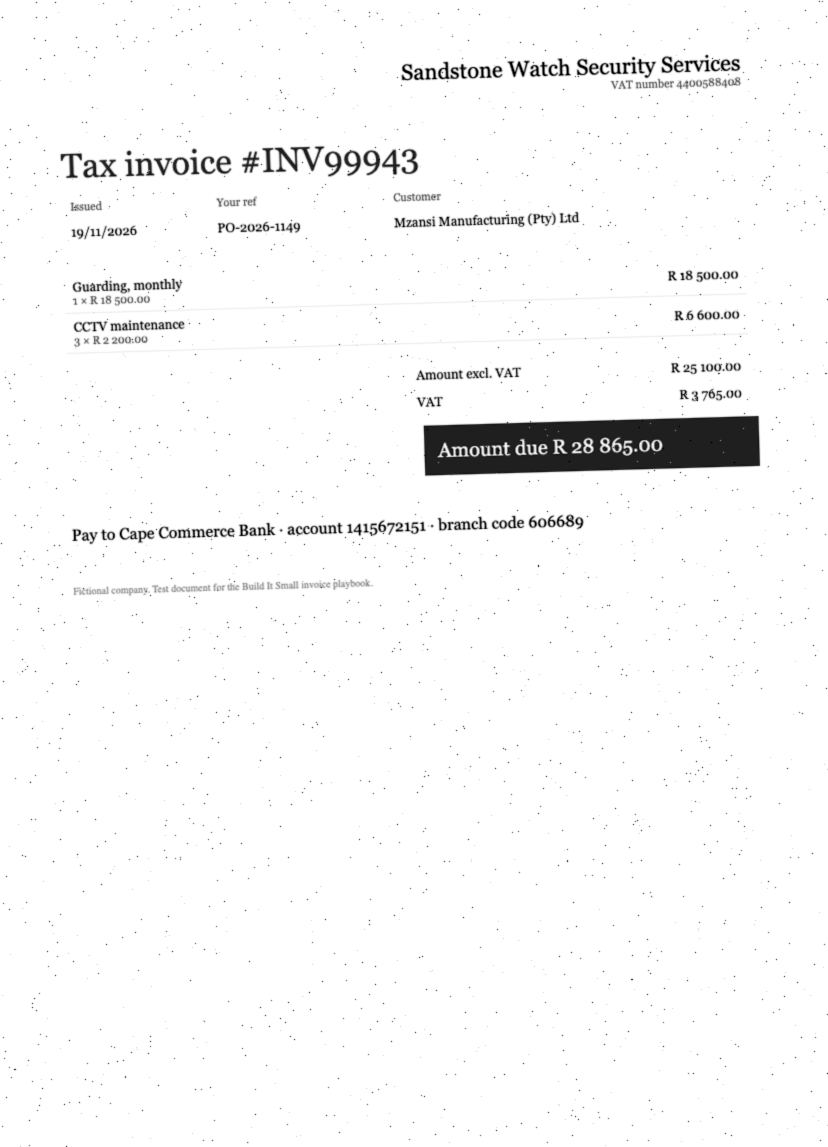 Sandstone Watch Security Services
VAT number 4400588408
Tax invoice #INV99943
Issued Your ref Customer
19/11/2026 PO-2026-1149 Mzansi Manufacturing (Pty) Ltd
Guarding, monthly R 18 500.00
1 × R 18 500.00
CCTV maintenance R 6 600.00
3 × R 2 200.00
Amount excl. VAT R 25 100.00
VAT R 3 765.00
Amount due R 28 865.00
Pay to Cape Commerce Bank · account 1415672151 · branch code 606689
Fictional company. Test document for the Build It Small invoice playbook.